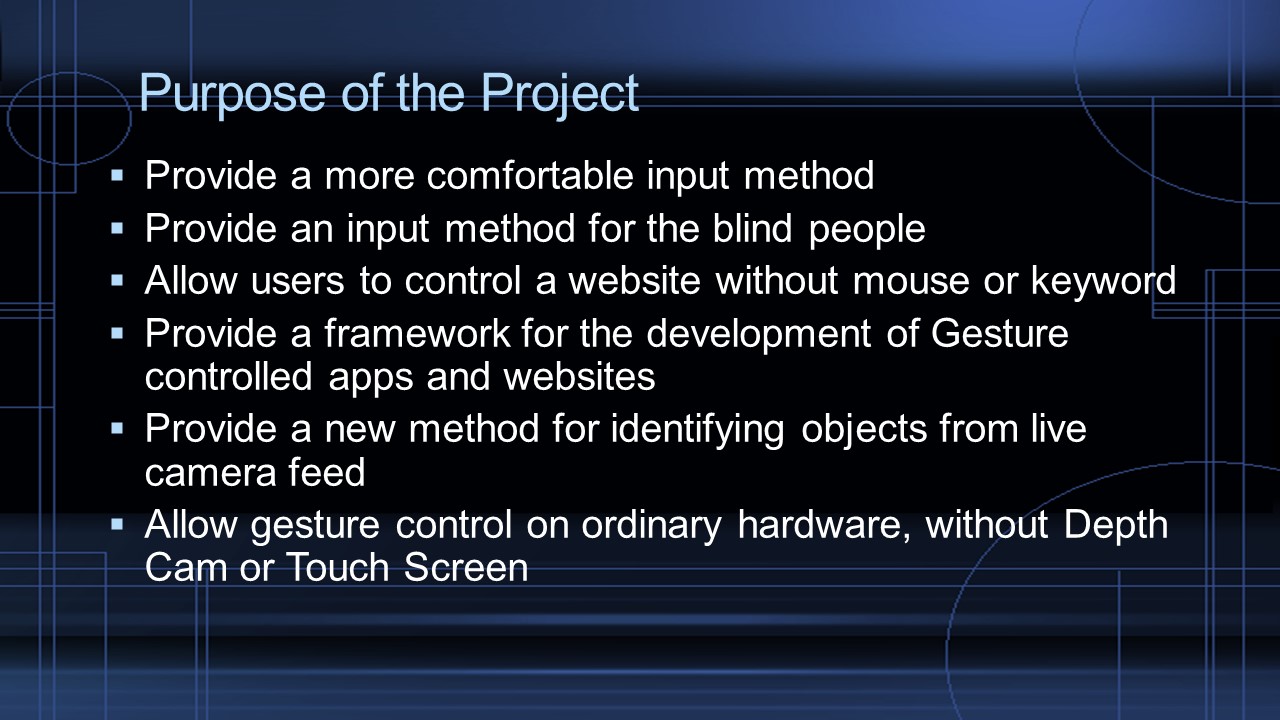 Purpose of the Project
▪ Provide a more comfortable input method
▪ Provide an input method for the blind people
▪ Allow users to control a website without mouse or keyword
▪ Provide a framework for the development of Gesture
controlled apps and websites
▪ Provide a new method for identifying objects from live
camera feed
▪ Allow gesture control on ordinary hardware, without Depth
Cam or Touch Screen